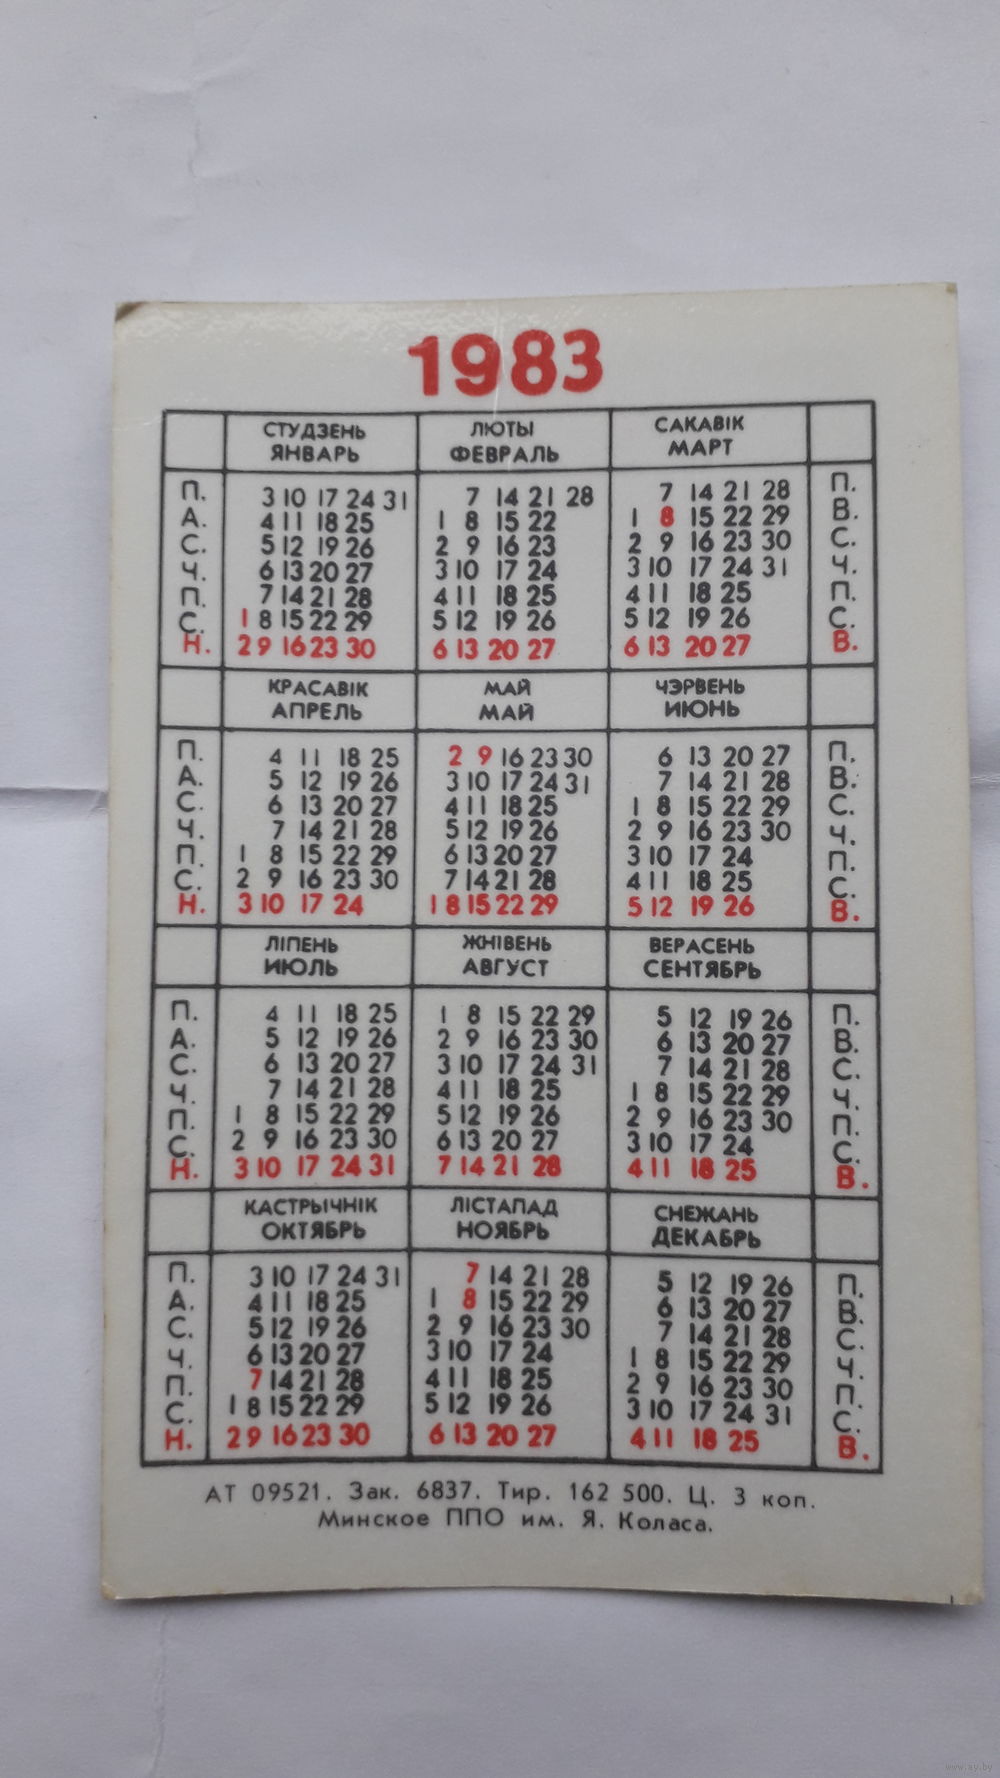 1983
СТУДЗЕНЬ ЛЮТЫ САКАВІК
ЯНВАРЬ ФЕВРАЛЬ МАРТ
П. 3 10 17 24 31 7 14 21 28 7 14 21 28 П.
А. 4 11 18 25 1 8 15 22 1 8 15 22 29 В.
С. 5 12 19 26 2 9 16 23 2 9 16 23 30 С.
Ч. 6 13 20 27 3 10 17 24 3 10 17 24 31 Ч.
П. 7 14 21 28 4 11 18 25 4 11 18 25 П.
С. 1 8 15 22 29 5 12 19 26 5 12 19 26 С.
Н. 2 9 16 23 30 6 13 20 27 6 13 20 27 В.
КРАСАВІК МАЙ ЧЭРВЕНЬ
АПРЕЛЬ МАЙ ИЮНЬ
П. 4 11 18 25 2 9 16 23 30 6 13 20 27 П.
А. 5 12 19 26 3 10 17 24 31 7 14 21 28 В.
С. 6 13 20 27 4 11 18 25 1 8 15 22 29 С.
Ч. 7 14 21 28 5 12 19 26 2 9 16 23 30 Ч.
П. 1 8 15 22 29 6 13 20 27 3 10 17 24 П.
С. 2 9 16 23 30 7 14 21 28 4 11 18 25 С.
Н. 3 10 17 24 1 8 15 22 29 5 12 19 26 В.
ЛІПЕНЬ ЖНІВЕНЬ ВЕРАСЕНЬ
ИЮЛЬ АВГУСТ СЕНТЯБРЬ
П. 4 11 18 25 1 8 15 22 29 5 12 19 26 П.
А. 5 12 19 26 2 9 16 23 30 6 13 20 27 В.
С. 6 13 20 27 3 10 17 24 31 7 14 21 28 С.
Ч. 7 14 21 28 4 11 18 25 1 8 15 22 29 Ч.
П. 1 8 15 22 29 5 12 19 26 2 9 16 23 30 П.
С. 2 9 16 23 30 6 13 20 27 3 10 17 24 С.
Н. 3 10 17 24 31 7 14 21 28 4 11 18 25 В.
КАСТРЫЧНІК ЛІСТАПАД СНЕЖАНЬ
ОКТЯБРЬ НОЯБРЬ ДЕКАБРЬ
П. 3 10 17 24 31 7 14 21 28 5 12 19 26 П.
А. 4 11 18 25 1 8 15 22 29 6 13 20 27 В.
С. 5 12 19 26 2 9 16 23 30 7 14 21 28 С.
Ч. 6 13 20 27 3 10 17 24 1 8 15 22 29 Ч.
П. 7 14 21 28 4 11 18 25 2 9 16 23 30 П.
С. 1 8 15 22 29 5 12 19 26 3 10 17 24 31 С.
Н. 2 9 16 23 30 6 13 20 27 4 11 18 25 В.
АТ 09521. Зак. 6837. Тир. 162 500. Ц. 3 коп.
Минское ППО им. Я. Коласа.
www.ay.by